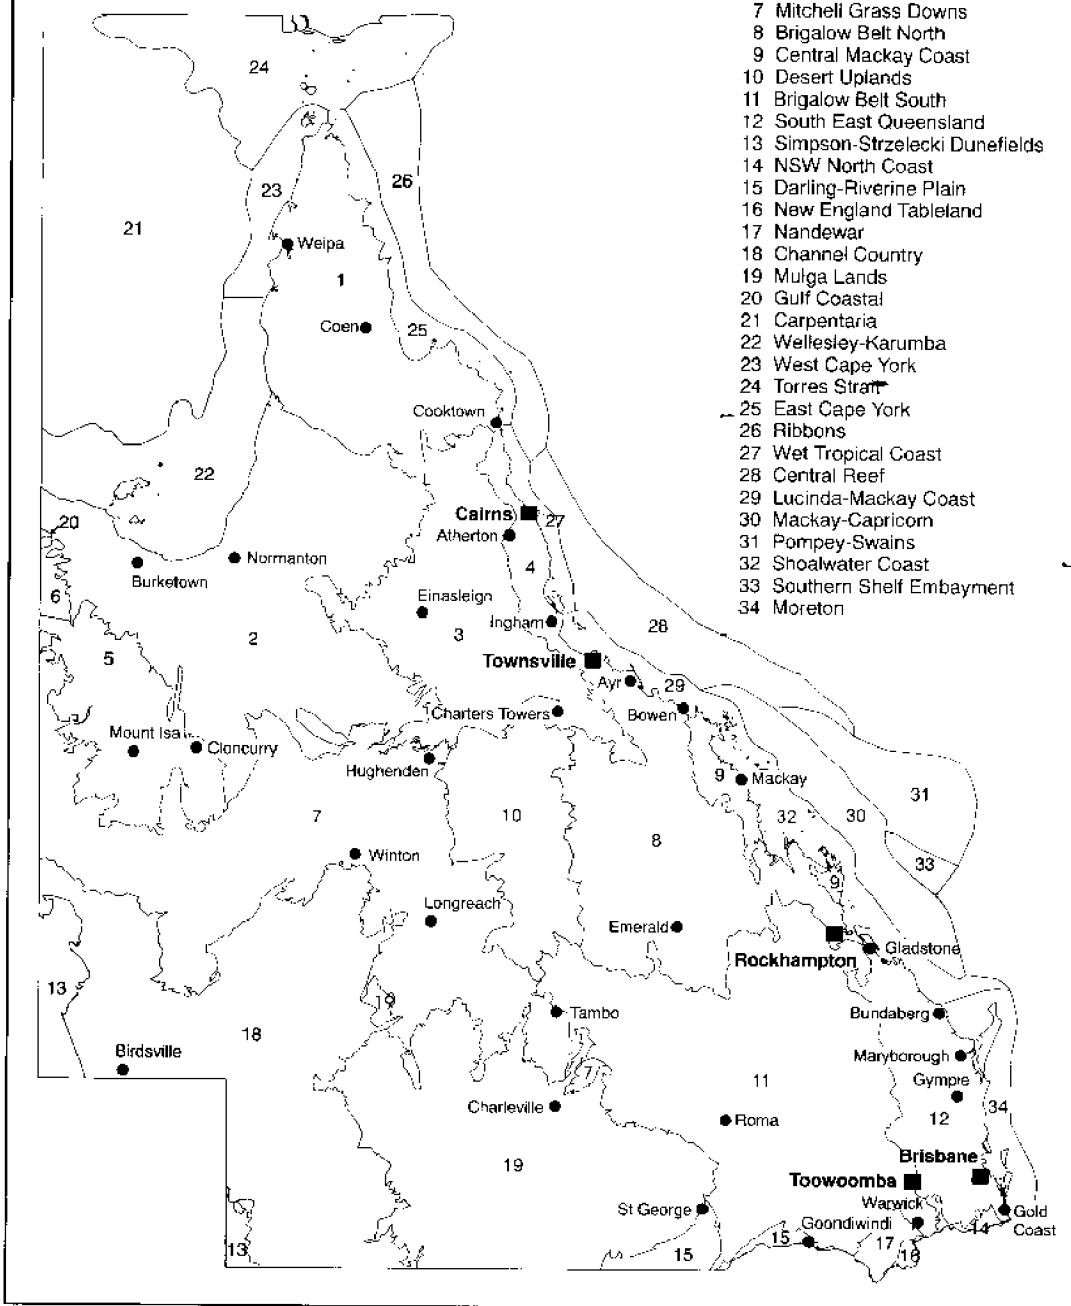 7 Mitchell Grass Downs
8 Brigalow Belt North
9 Central Mackay Coast
10 Desert Uplands
11 Brigalow Belt South
12 South East Queensland
13 Simpson-Strzelecki Dunefields
14 NSW North Coast
15 Darling-Riverine Plain
16 New England Tableland
17 Nandewar
18 Channel Country
19 Mulga Lands
20 Gulf Coastal
21 Carpentaria
22 Wellesley-Karumba
23 West Cape York
24 Torres Strait
25 East Cape York
26 Ribbons
27 Wet Tropical Coast
28 Central Reef
29 Lucinda-Mackay Coast
30 Mackay-Capricorn
31 Pompey-Swains
32 Shoalwater Coast
33 Southern Shelf Embayment
34 Moreton
24
23
26
21
Weipa
1
Coen
25
Cooktown
22
Cairns
27
20
Atherton
Normanton
4
Burketown
6
Einasleigh
Ingham
28
2
3
5
Townsville
Ayr
29
Charters Towers
Bowen
Mount Isa
Cloncurry
Hughenden
9
Mackay
31
7
10
32
30
8
Winton
33
9
Longreach
Emerald
Rockhampton
Gladstone
13
19
Tambo
Bundaberg
18
Birdsville
Maryborough
7
11
Gympie
Charleville
34
Roma
12
Brisbane
19
Toowoomba
Warwick
St George
Goondiwindi
Gold
Coast
13
15
15
17
16
14